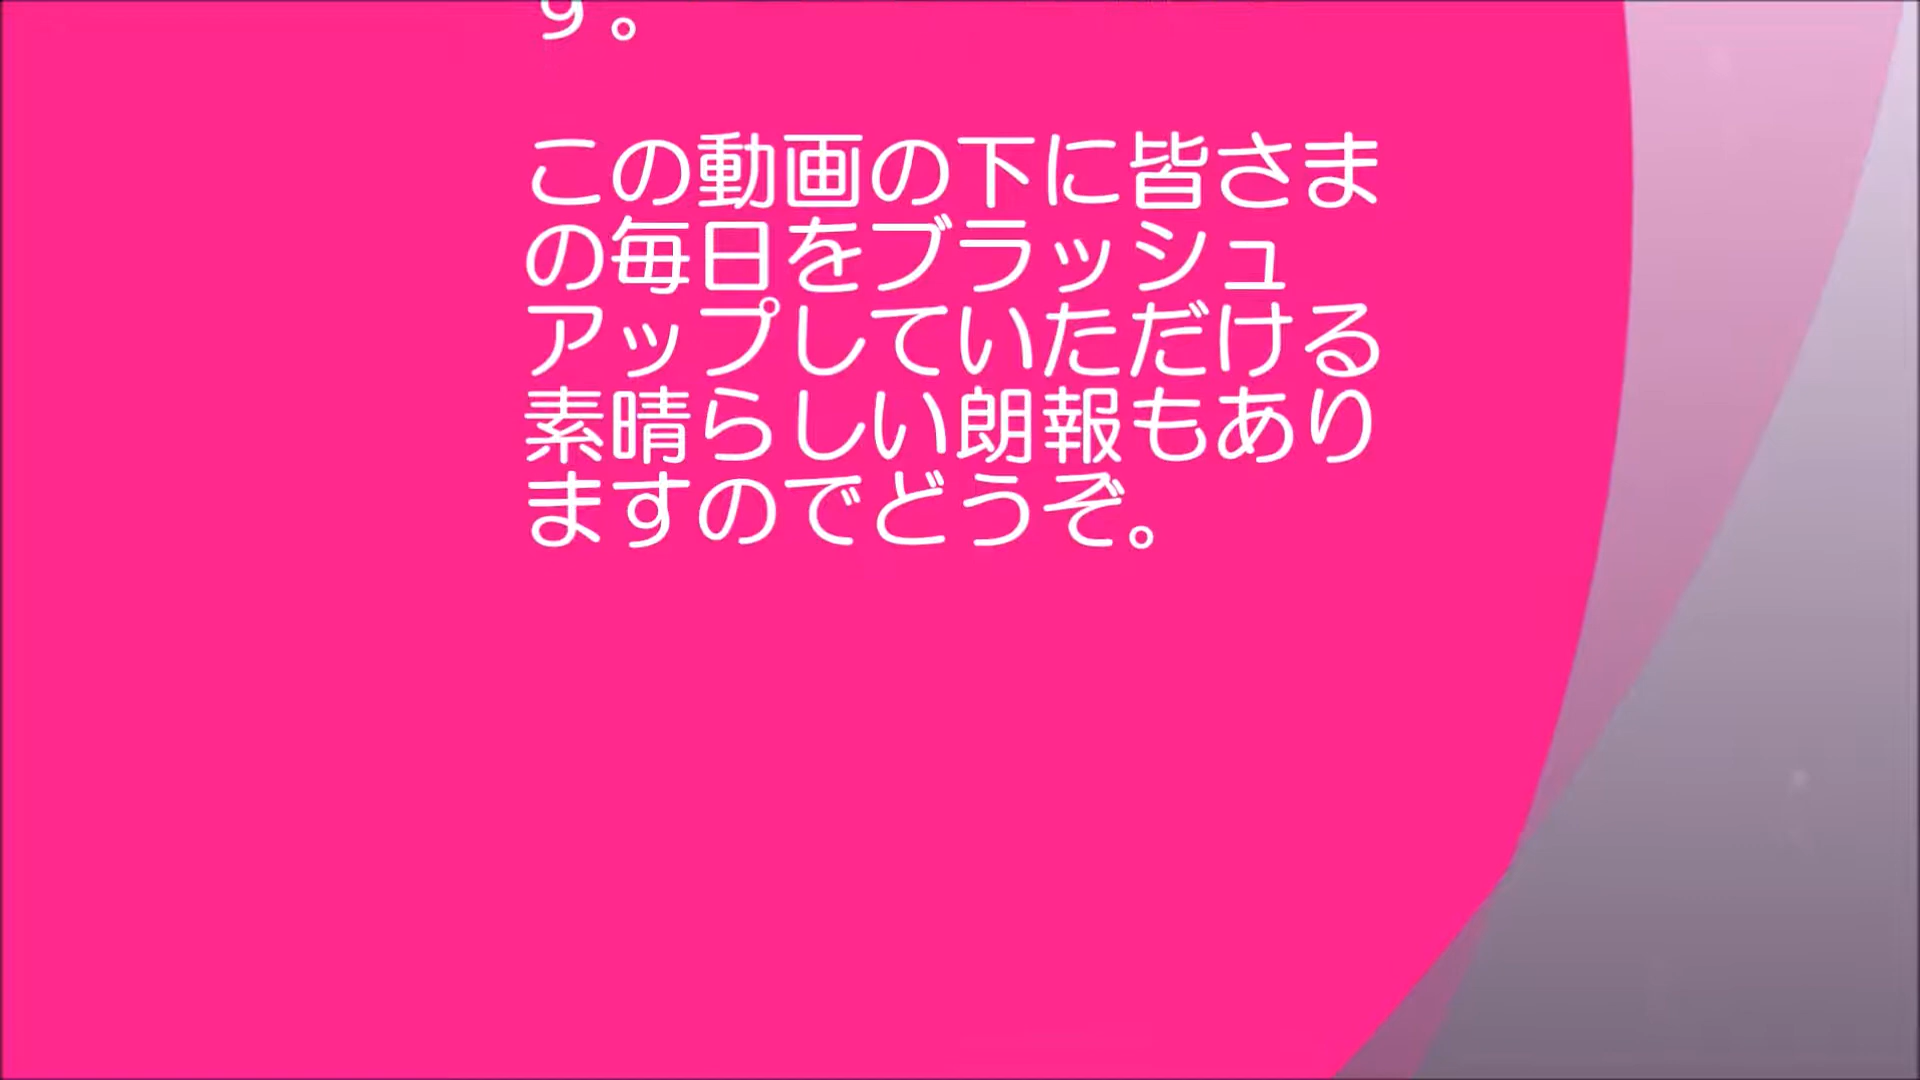 す。
この動画の下に皆さま
の毎日をブラッシュ
アップしていただける
素晴らしい朗報もあり
ますのでどうぞ。